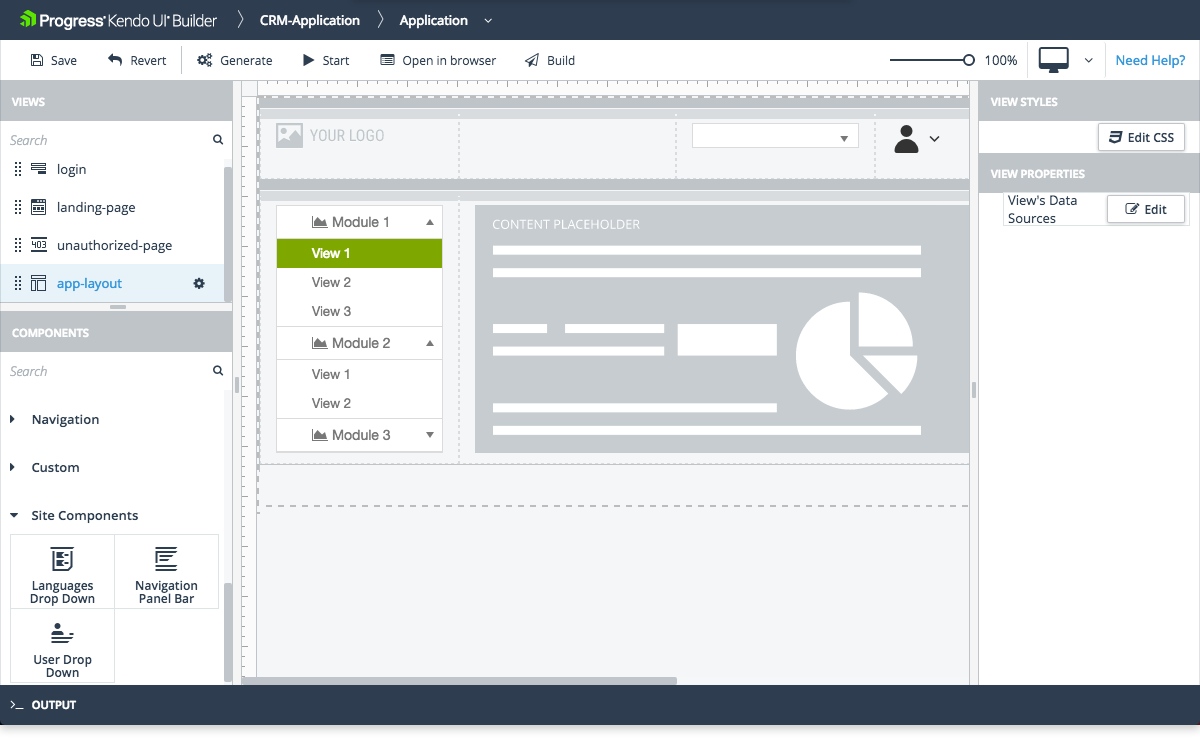 Progress® Kendo UI® Builder
CRM-Application
Application
Save
Revert
Generate
Start
Open in browser
Build
100%
Need Help?
VIEWS
Search
login
landing-page
403
unauthorized-page
app-layout
COMPONENTS
Search
Navigation
Custom
Site Components
Languages
Drop Down
Navigation
Panel Bar
User Drop
Down
YOUR LOGO
Module 1
View 1
View 2
View 3
Module 2
View 1
View 2
Module 3
CONTENT PLACEHOLDER
VIEW STYLES
Edit CSS
VIEW PROPERTIES
View's Data
Sources
Edit
>_ OUTPUT